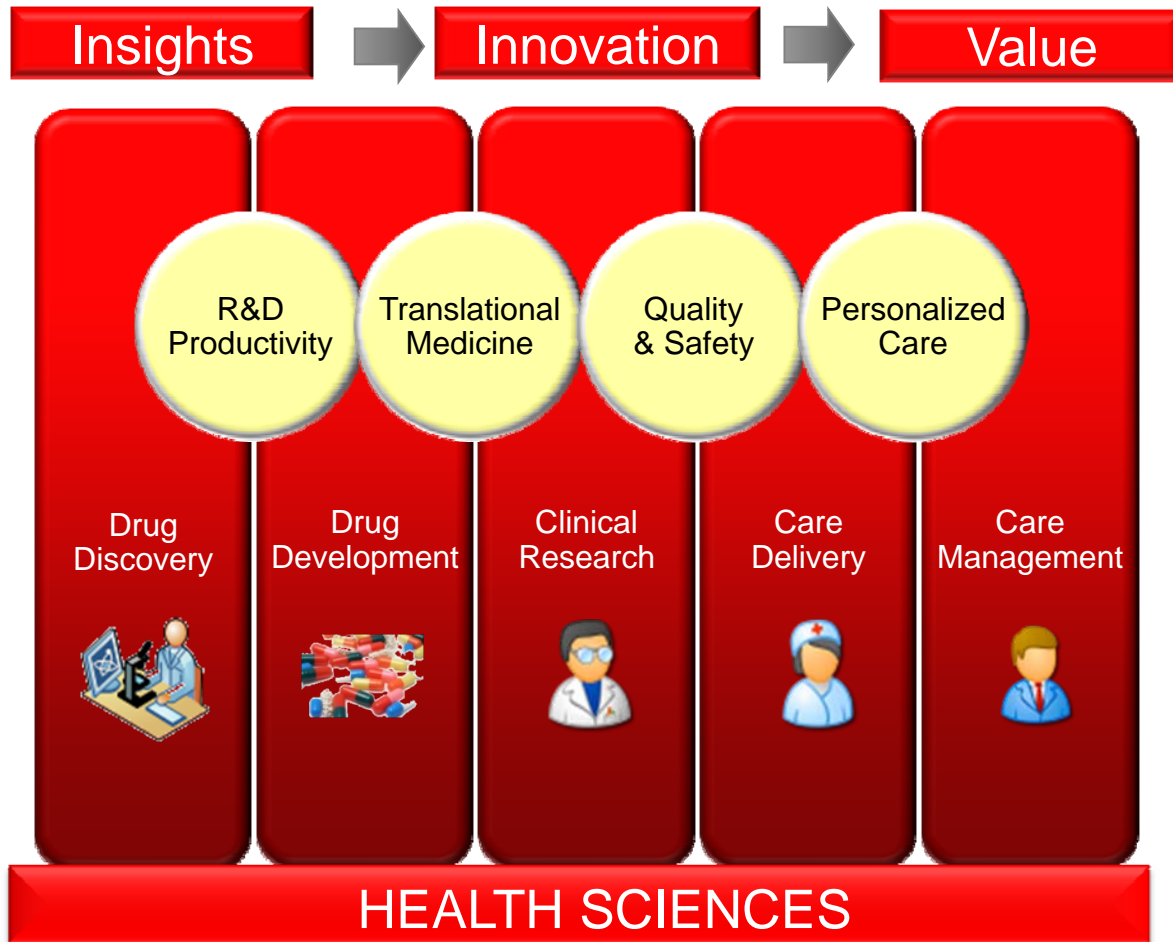 Insights
Innovation
Value
R&D
Productivity
Translational
Medicine
Quality
& Safety
Personalized
Care
Drug
Discovery
Drug
Development
Clinical
Research
Care
Delivery
Care
Management
HEALTH SCIENCES